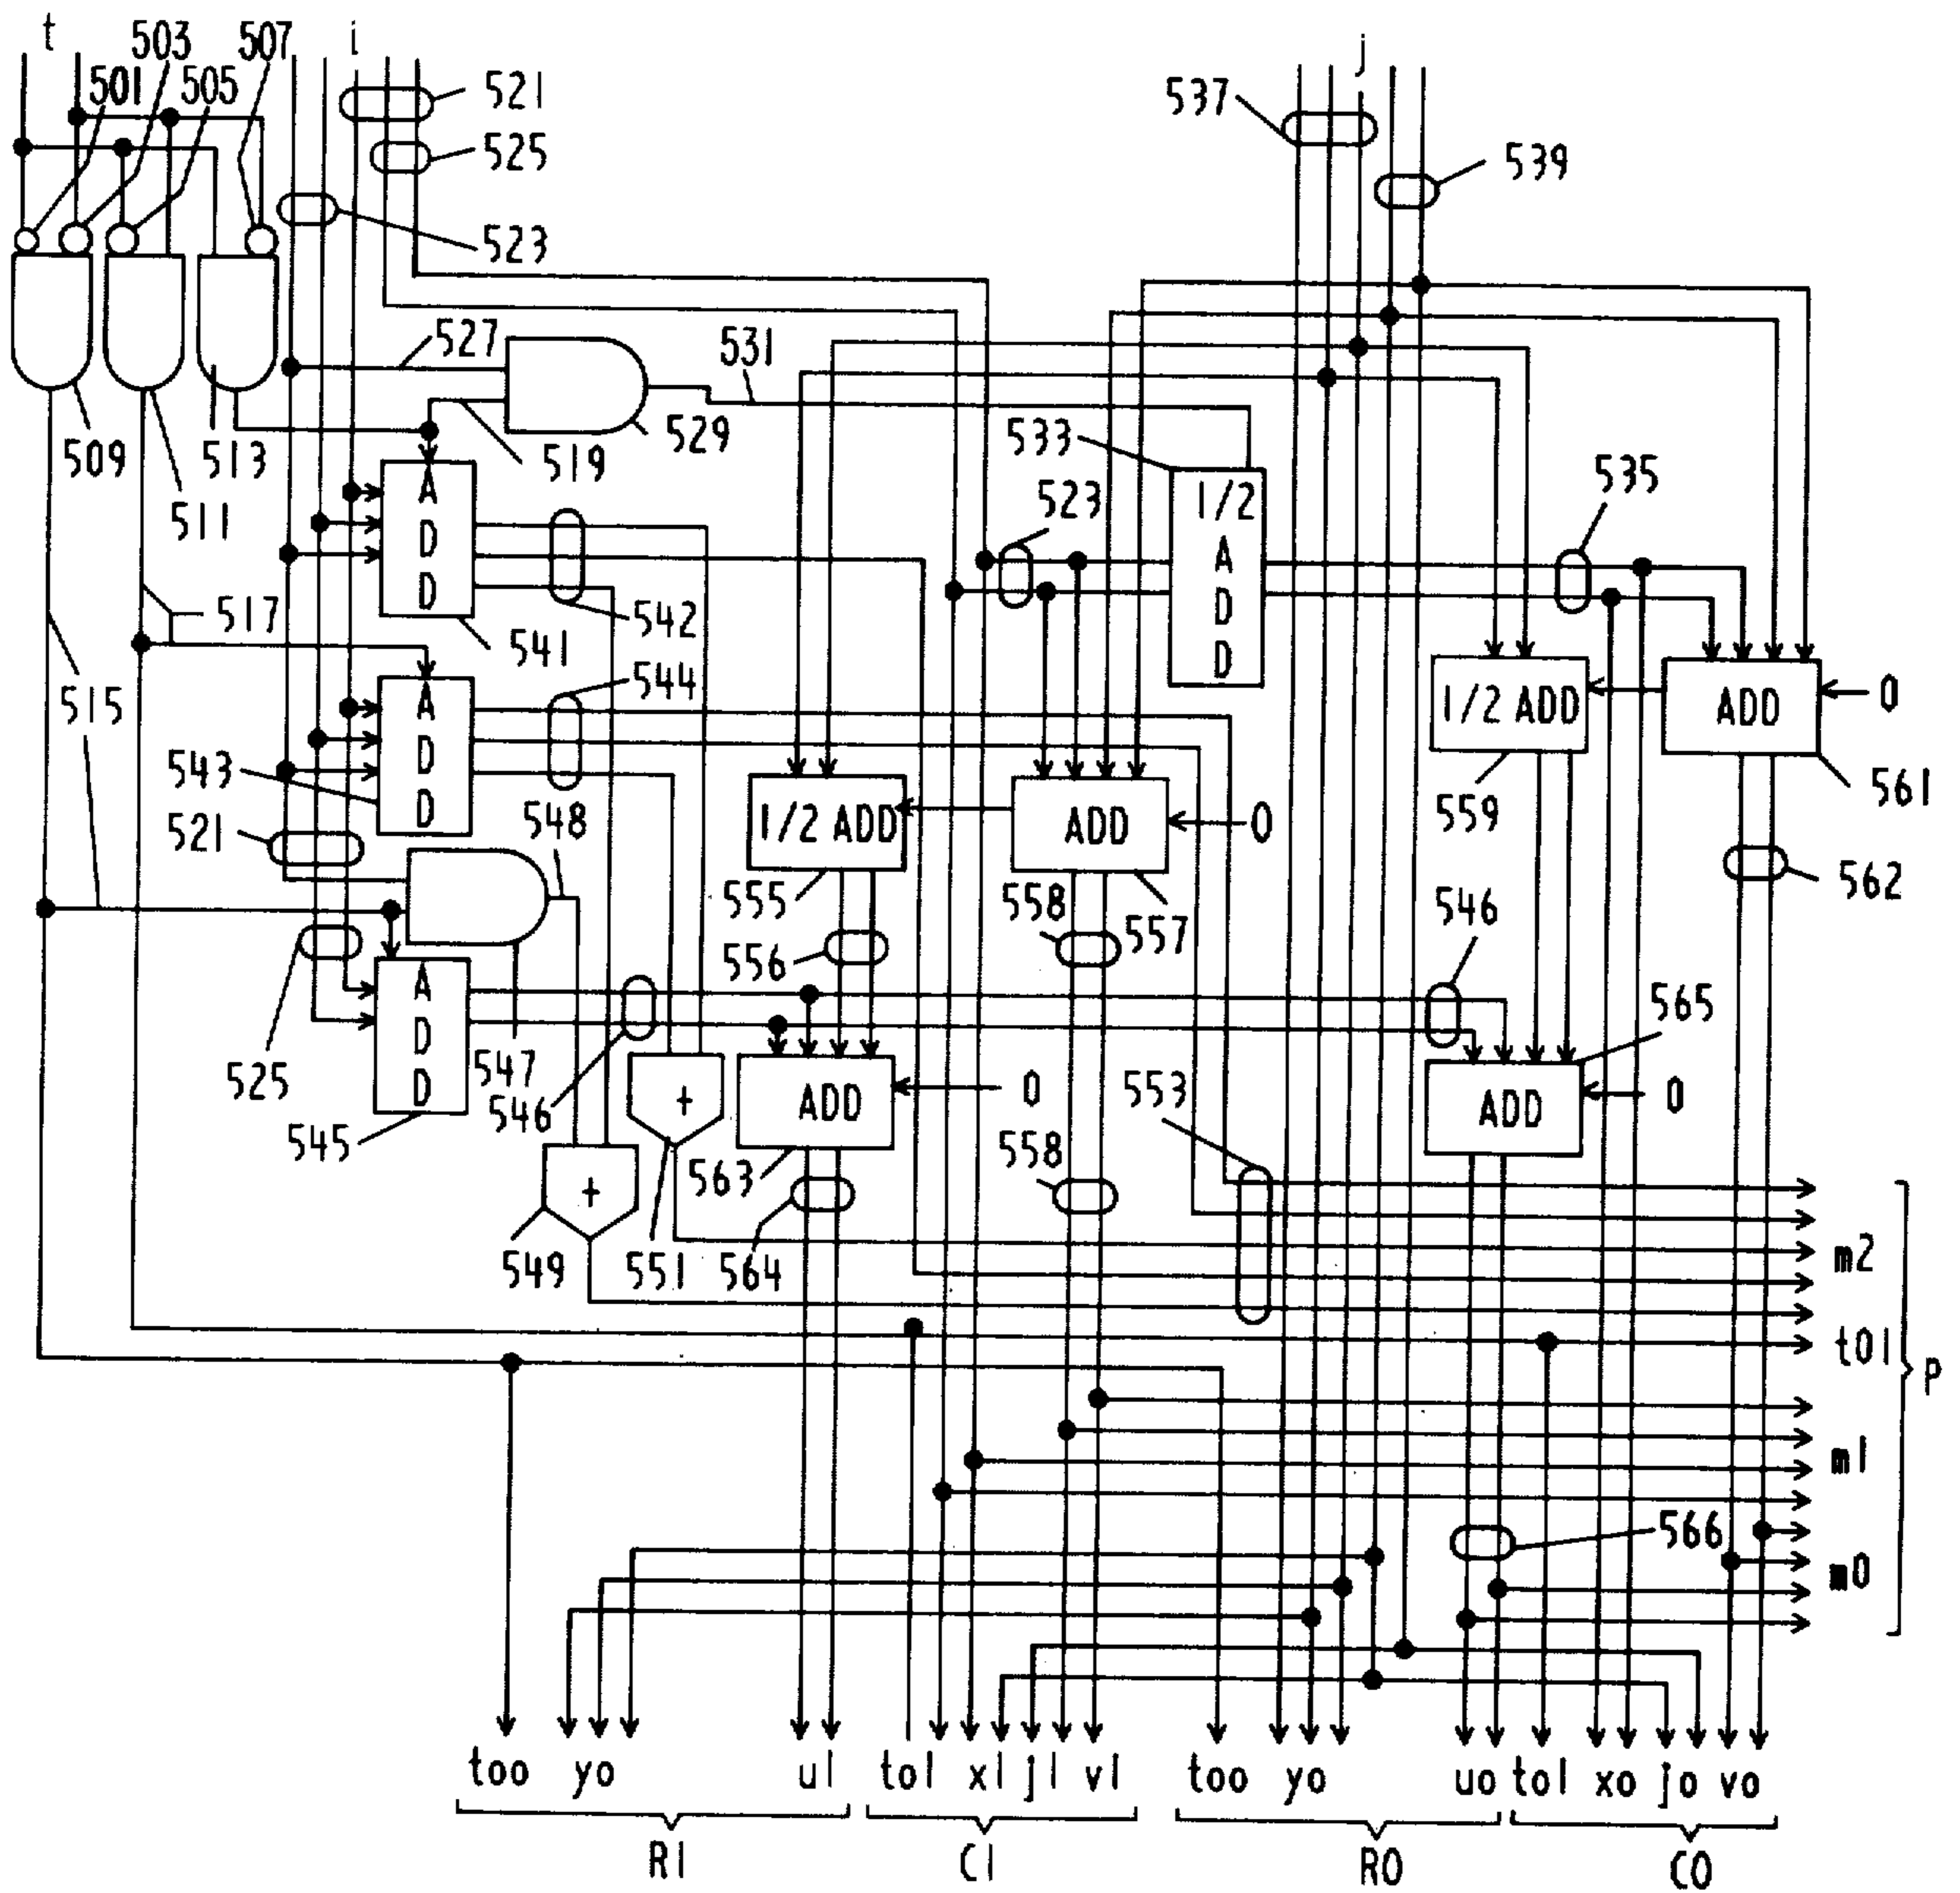 t
503
507
i
j
501
505
521
537
525
539
523
527
531
529
533
509
513
519
535
511
A
D
D
523
1/2
A
D
D
517
542
541
544
515
A
D
D
1/2 ADD
ADD
0
543
548
1/2 ADD
ADD
0
559
561
521
555
558
557
546
562
556
565
525
A
D
D
547
546
+
ADD
0
553
ADD
0
545
558
+
563
549
551
564
m2
t01
P
m1
566
m0
too
yo
u1
to1
x1
j1
v1
too
yo
uo
to1
xo
jo
vo
R1
C1
R0
C0